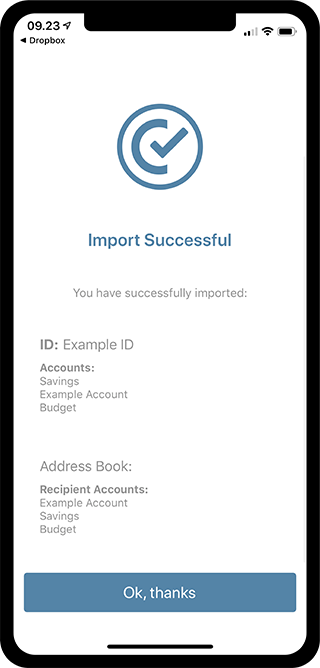 09.23
◀ Dropbox
Import Successful
You have successfully imported:
ID: Example ID
Accounts:
Savings
Example Account
Budget
Address Book:
Recipient Accounts:
Example Account
Savings
Budget
Ok, thanks